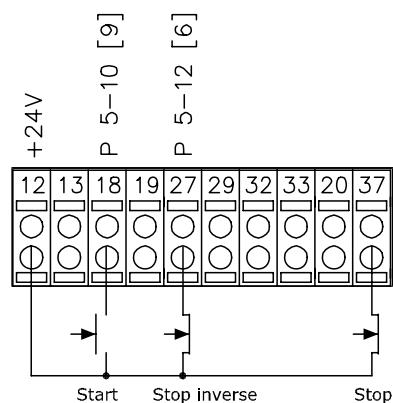 +24V
P 5-10 [9]
P 5-12 [6]
12 13 18 19 27 29 32 33 20 37
Start Stop inverse Stop